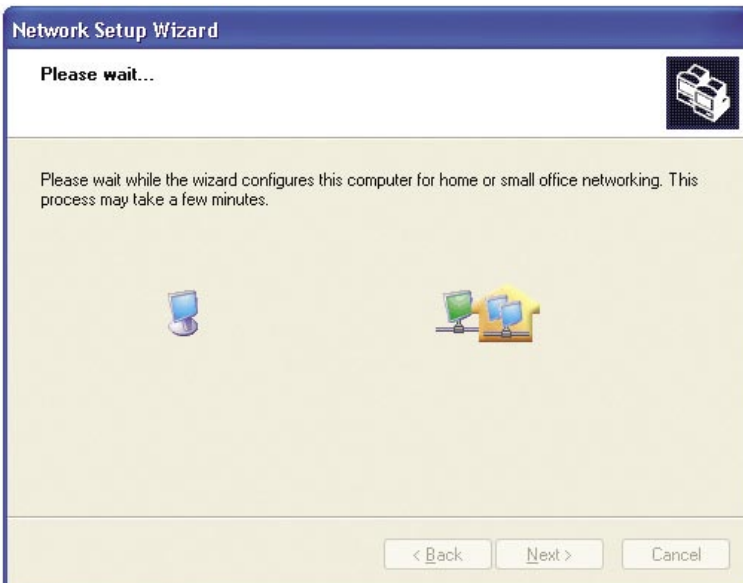 Network Setup Wizard
Please wait...
Please wait while the wizard configures this computer for home or small office networking. This
process may take a few minutes.
< Back
Next >
Cancel